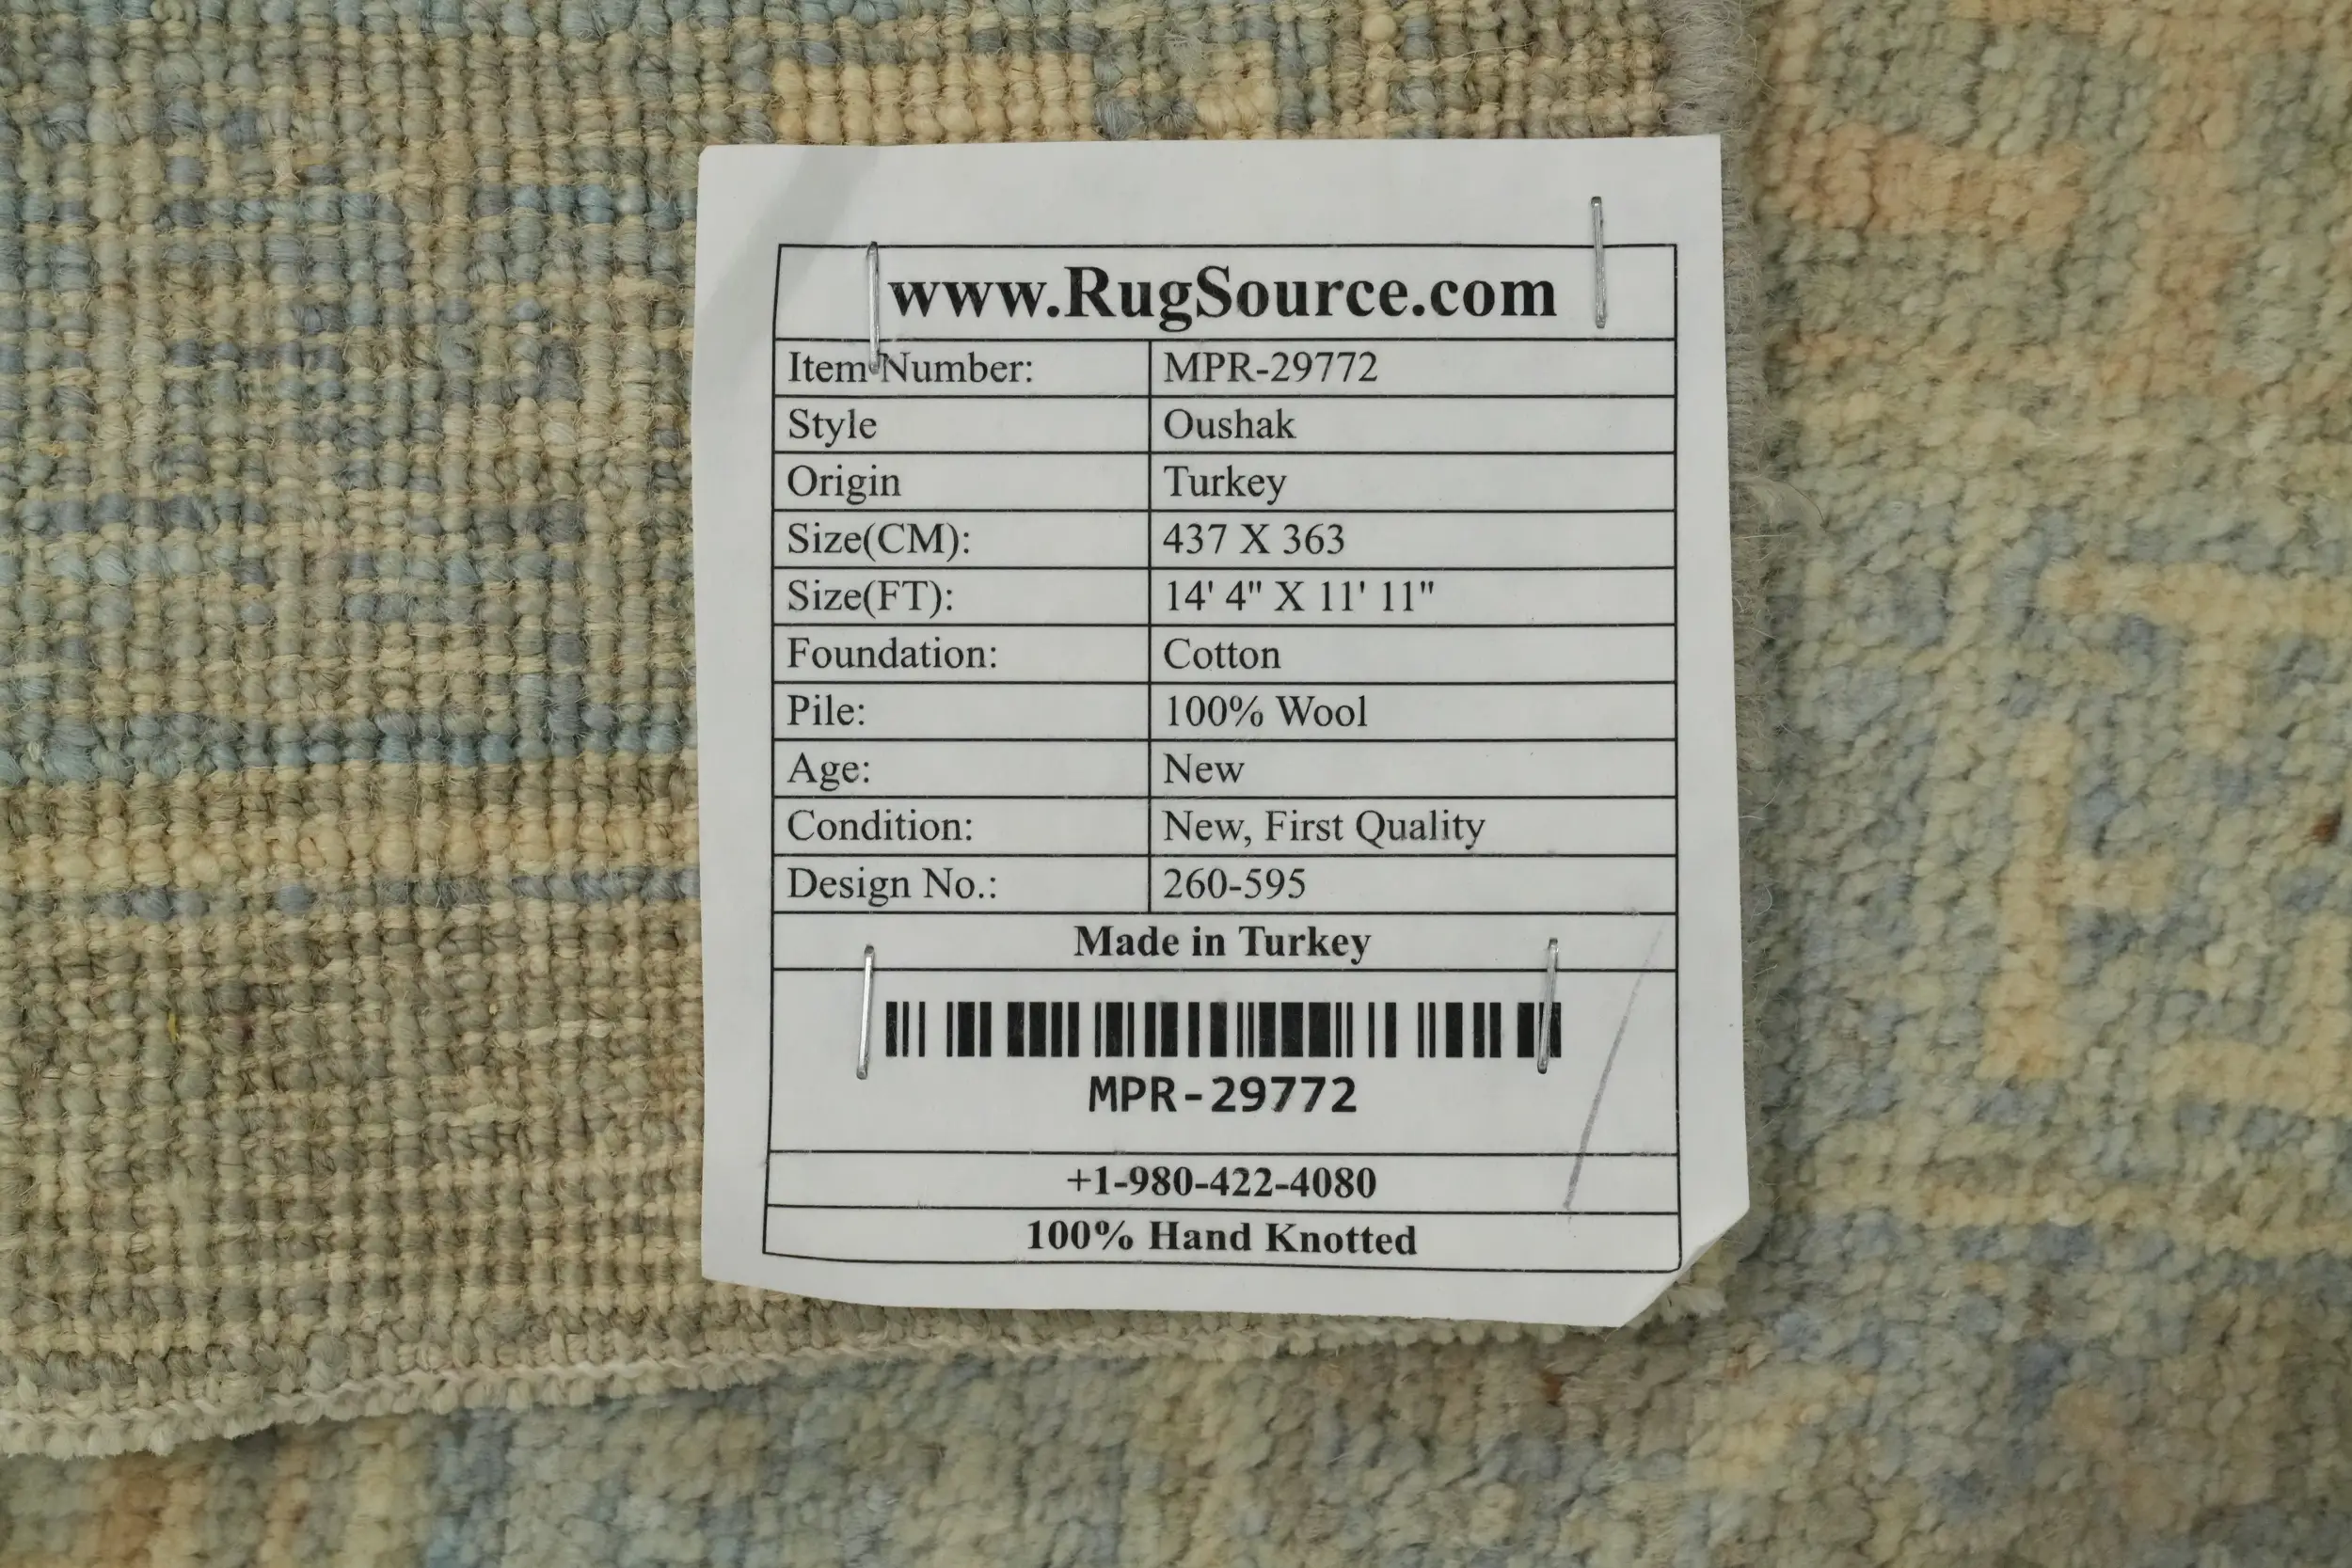 www.RugSource.com
Item Number: MPR-29772
Style Oushak
Origin Turkey
Size(CM): 437 X 363
Size(FT): 14' 4" X 11' 11"
Foundation: Cotton
Pile: 100% Wool
Age: New
Condition: New, First Quality
Design No.: 260-595
Made in Turkey
MPR-29772
+1-980-422-4080
100% Hand Knotted